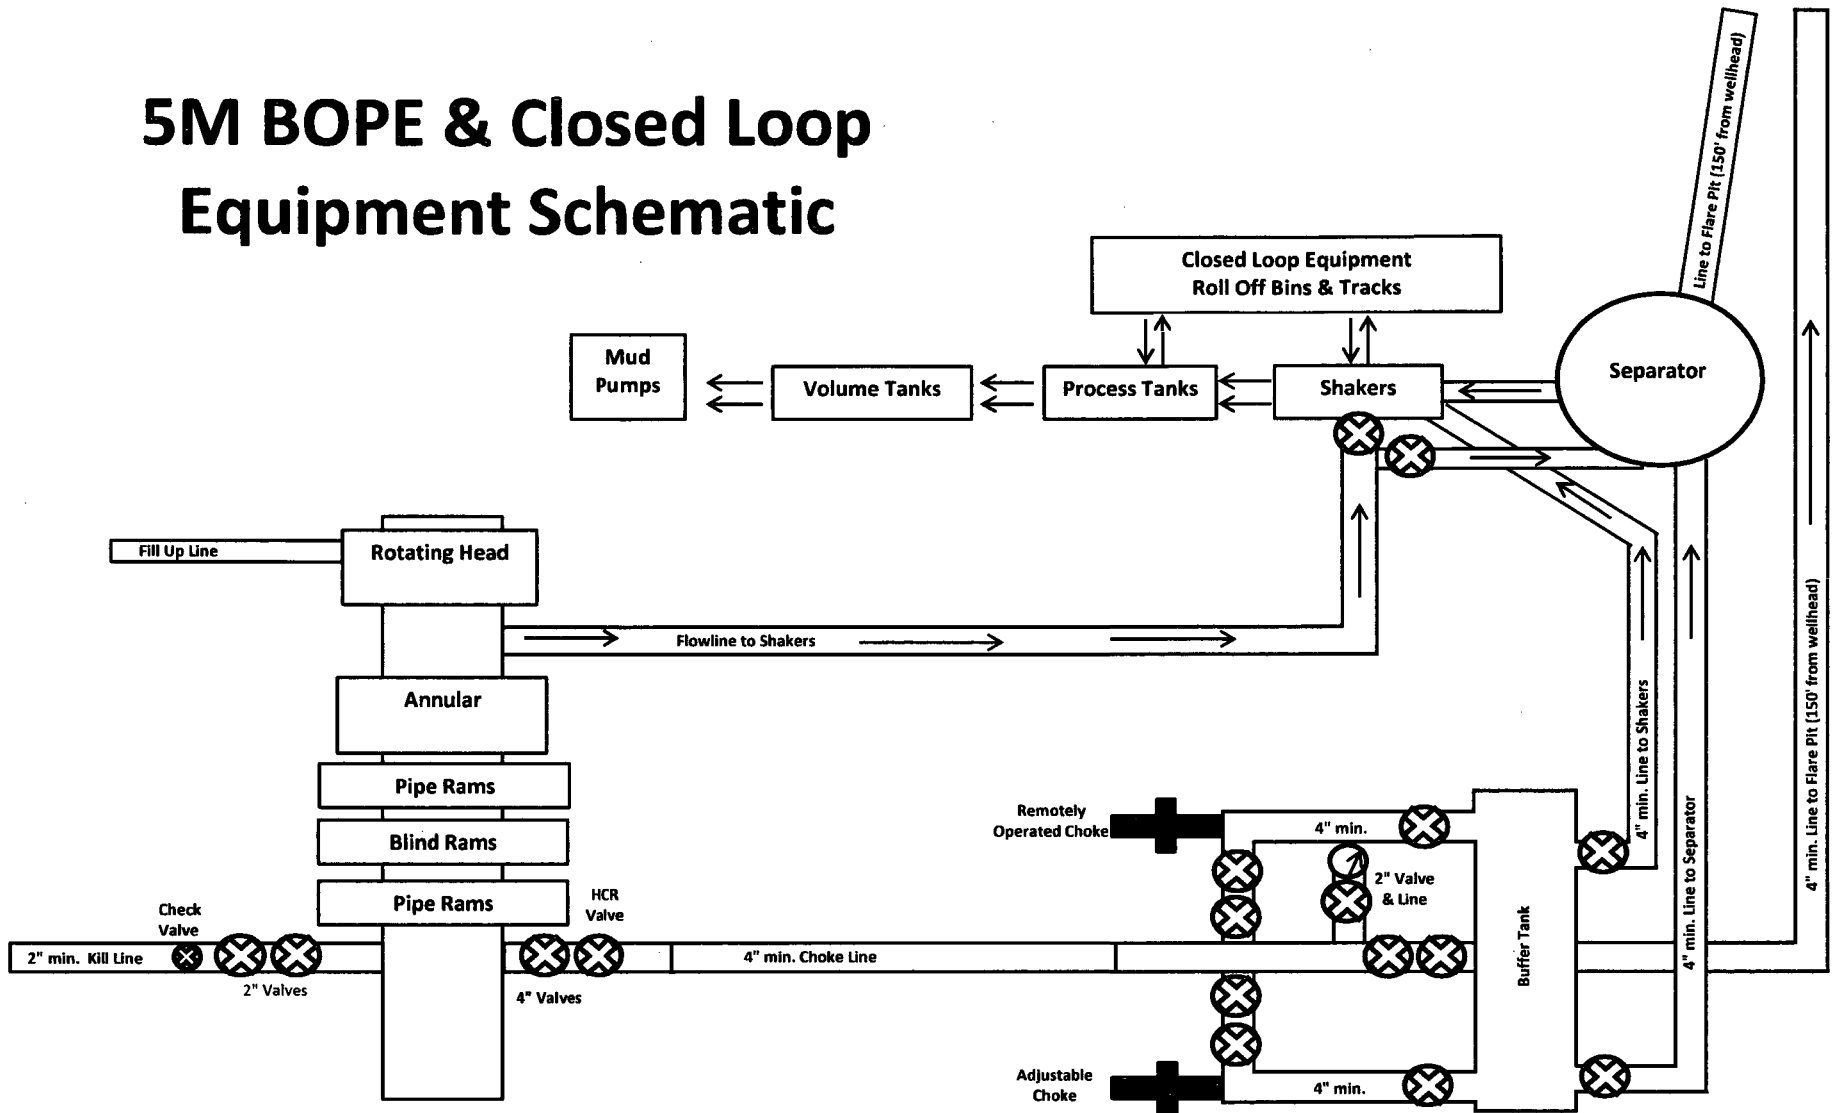 5M BOPE & Closed Loop
Equipment Schematic
Line to Flare Pit (150' from wellhead)
Closed Loop Equipment
Roll Off Bins & Tracks
Mud
Pumps
Volume Tanks
Process Tanks
Shakers
Separator
Fill Up Line
Rotating Head
Flowline to Shakers
Annular
Pipe Rams
Blind Rams
Pipe Rams
Check
Valve
HCR
Valve
2" min. Kill Line
2" Valves
4" Valves
4" min. Choke Line
Remotely
Operated Choke
4" min.
2" Valve
& Line
Adjustable
Choke
4" min.
Buffer Tank
4" min. Line to Shakers
4" min. Line to Separator
4" min. Line to Flare Pit (150' from wellhead)